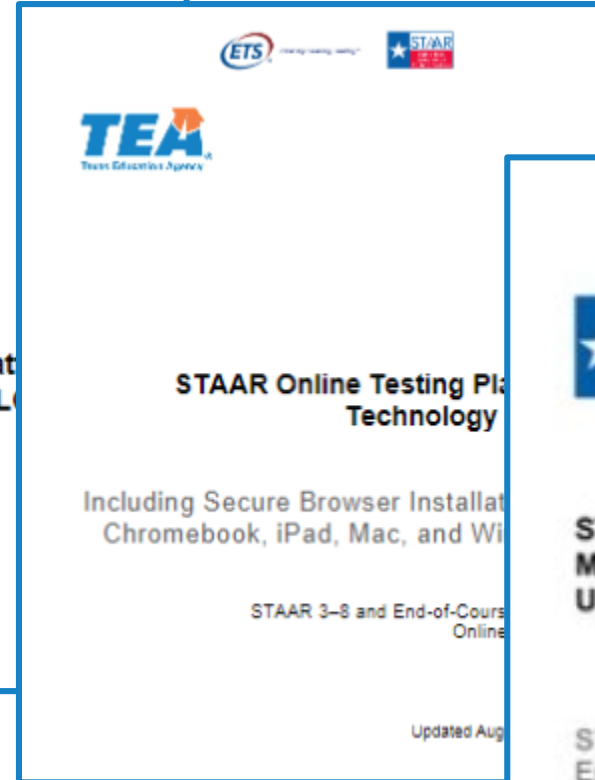 ETS
STAAR
TEA
Texas Education Agency
at
L
STAAR Online Testing Pla
Technology
Including Secure Browser Installat
Chromebook, iPad, Mac, and Wi
STAAR 3–8 and End-of-Cours
Online
Updated Aug
S
M
U
S
E